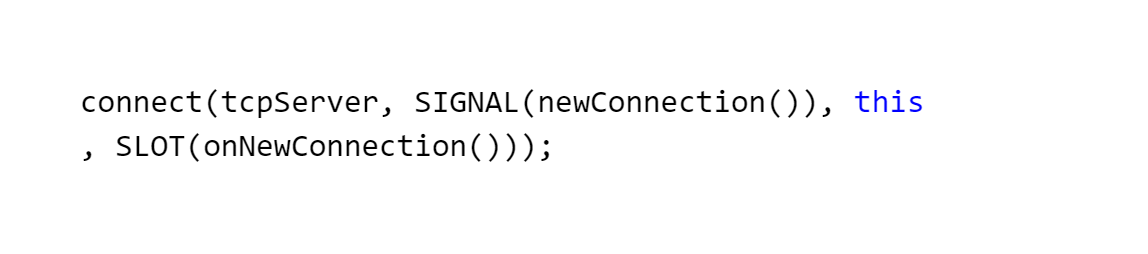 connect(tcpServer, SIGNAL(newConnection()), this
, SLOT(onNewConnection()));